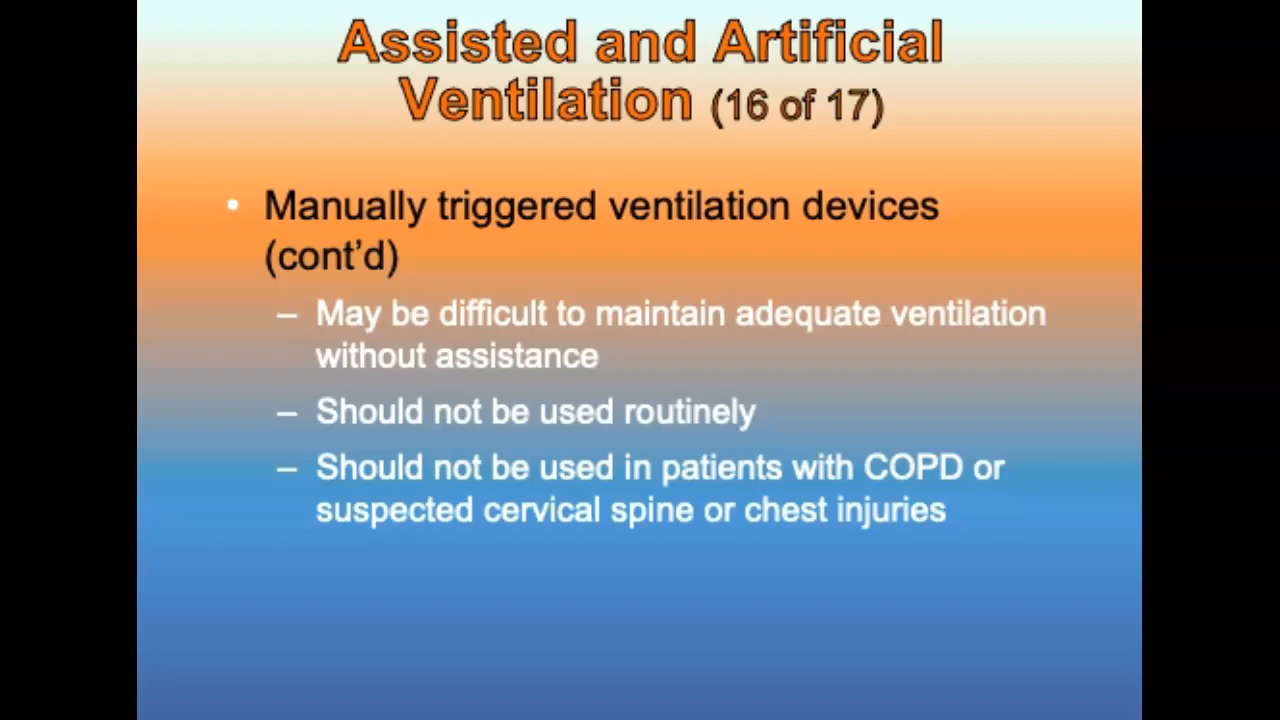 Assisted and Artificial
Ventilation (16 of 17)
• Manually triggered ventilation devices
(cont’d)
– May be difficult to maintain adequate ventilation
without assistance
– Should not be used routinely
– Should not be used in patients with COPD or
suspected cervical spine or chest injuries